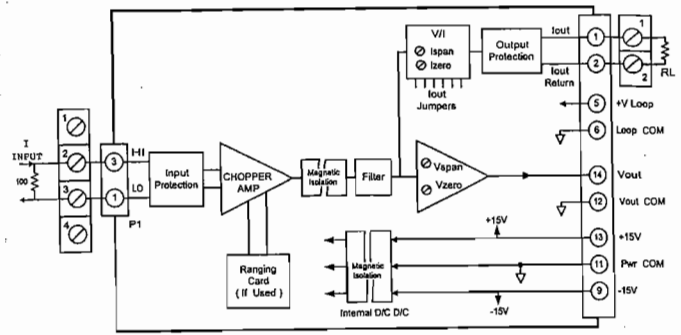 V/I
Ispan
Izero
Iout
Jumpers
Output
Protection
Iout
Iout
Return
1
2
1
2
RL
5
+V Loop
6
Loop COM
1
2
3
4
I
INPUT
100
3
HI
1
LO
P1
Input
Protection
CHOPPER
AMP
Magnetic
Isolation
Filter
Vspan
Vzero
14
Vout
12
Vout COM
Ranging
Card
( If Used )
Magnetic
Isolation
Internal D/C D/C
+15V
13
+15V
11
Pwr COM
9
-15V
-15V